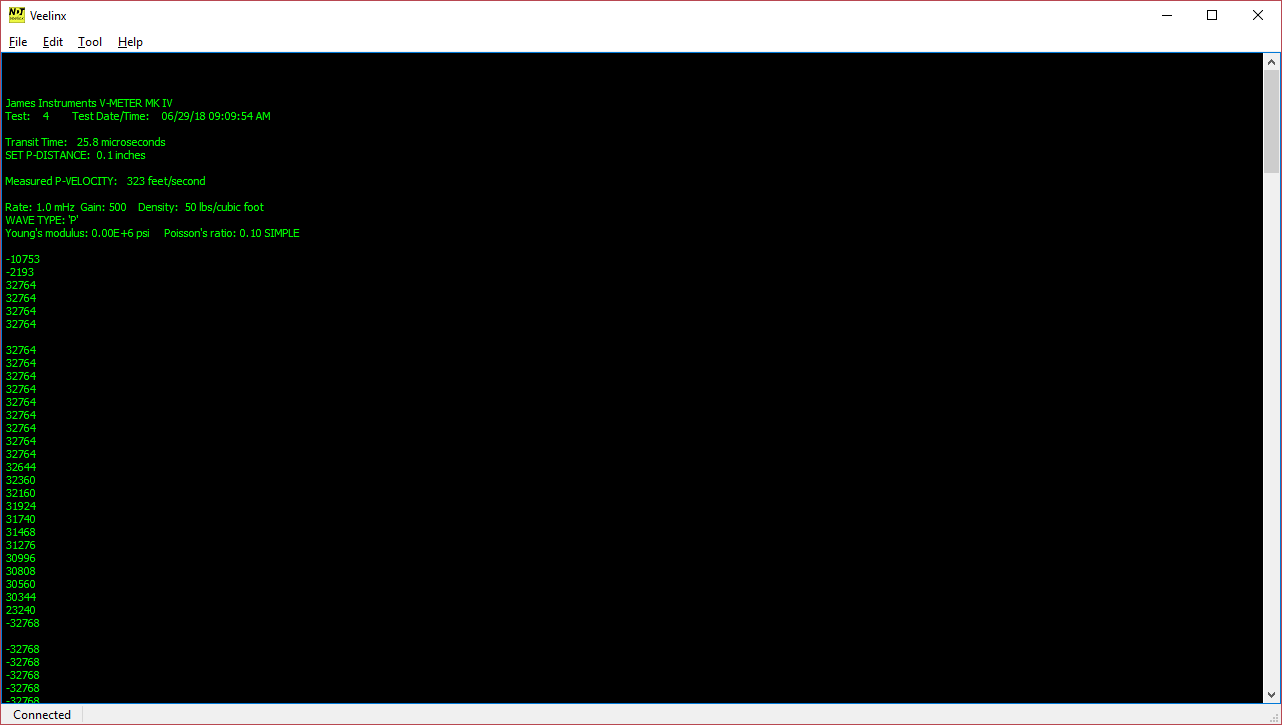 NDT
Veelinx
File Edit Tool Help
James Instruments V-METER MK IV
Test: 4 Test Date/Time: 06/29/18 09:09:54 AM
Transit Time: 25.8 microseconds
SET P-DISTANCE: 0.1 inches
Measured P-VELOCITY: 323 feet/second
Rate: 1.0 mHz Gain: 500 Density: 50 lbs/cubic foot
WAVE TYPE: 'P'
Young's modulus: 0.00E+6 psi Poisson's ratio: 0.10 SIMPLE
-10753
-2193
32764
32764
32764
32764
32764
32764
32764
32764
32764
32764
32764
32764
32764
32644
32360
32160
31924
31740
31468
31276
30996
30808
30560
30344
23240
-32768
-32768
-32768
-32768
-32768
-32768
Connected